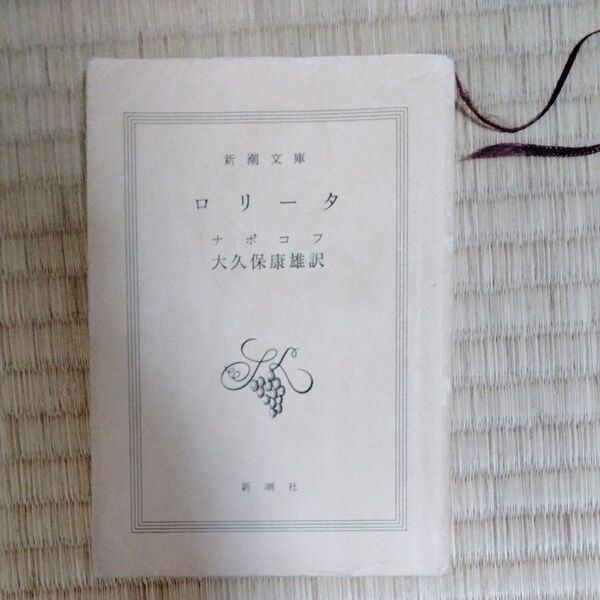 新潮文庫
ロリータ
ナボコフ
大久保康雄訳
新潮社